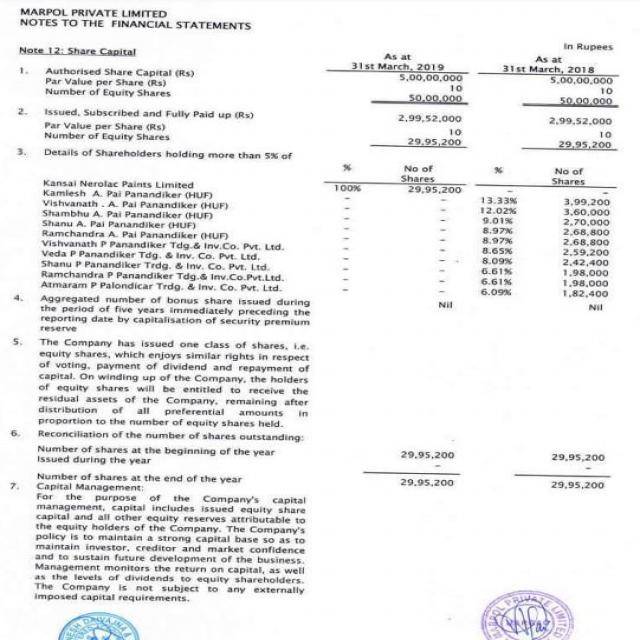 MARPOL PRIVATE LIMITED
NOTES TO THE FINANCIAL STATEMENTS
In Rupees
Note 12: Share Capital
As at 31st March, 2019 As at 31st March, 2018
1. Authorised Share Capital (Rs) 5,00,00,000 5,00,00,000
Par Value per Share (Rs) 10 10
Number of Equity Shares 50,00,000 50,00,000
2. Issued, Subscribed and Fully Paid up (Rs) 2,99,52,000 2,99,52,000
Par Value per Share (Rs) 10 10
Number of Equity Shares 29,95,200 29,95,200
3. Details of Shareholders holding more than 5% of
% No of Shares % No of Shares
Kansai Nerolac Paints Limited 100% 29,95,200 - -
Kamlesh A. Pai Panandiker (HUF) - - 13.33% 3,99,200
Vishvanath . A. Pai Panandiker (HUF) - - 12.02% 3,60,000
Shambhu A. Pai Panandiker (HUF) - - 9.01% 2,70,000
Shanu A. Pai Panandiker (HUF) - - 8.97% 2,68,800
Ramchandra A. Pai Panandiker (HUF) - - 8.97% 2,68,800
Vishvanath P Panandiker Tdg.& Inv.Co. Pvt. Ltd. - - 8.65% 2,59,200
Veda P Panandiker Tdg. & Inv. Co. Pvt. Ltd. - - 8.09% 2,42,400
Shanu P Panandiker Trdg. & Inv. Co. Pvt. Ltd. - - 6.61% 1,98,000
Ramchandra P Panandiker Tdg.& Inv.Co.Pvt.Ltd. - - 6.61% 1,98,000
Atmaram P Palondicar Trdg. & Inv. Co. Pvt. Ltd. - - 6.09% 1,82,400
4. Aggregated number of bonus share issued during Nil Nil
the period of five years immediately preceding the
reporting date by capitalisation of security premium
reserve
5. The Company has issued one class of shares, i.e.
equity shares, which enjoys similar rights in respect
of voting, payment of dividend and repayment of
capital. On winding up of the Company, the holders
of equity shares will be entitled to receive the
residual assets of the Company, remaining after
distribution of all preferential amounts in
proportion to the number of equity shares held.
6. Reconciliation of the number of shares outstanding:
Number of shares at the beginning of the year 29,95,200 29,95,200
Issued during the year - -
Number of shares at the end of the year 29,95,200 29,95,200
7. Capital Management:
For the purpose of the Company's capital
management, capital includes issued equity share
capital and all other equity reserves attributable to
the equity holders of the Company. The Company's
policy is to maintain a strong capital base so as to
maintain investor, creditor and market confidence
and to sustain future development of the business.
Management monitors the return on capital, as well
as the levels of dividends to equity shareholders.
The Company is not subject to any externally
imposed capital requirements.
MARPOL PRIVATE LIMITED